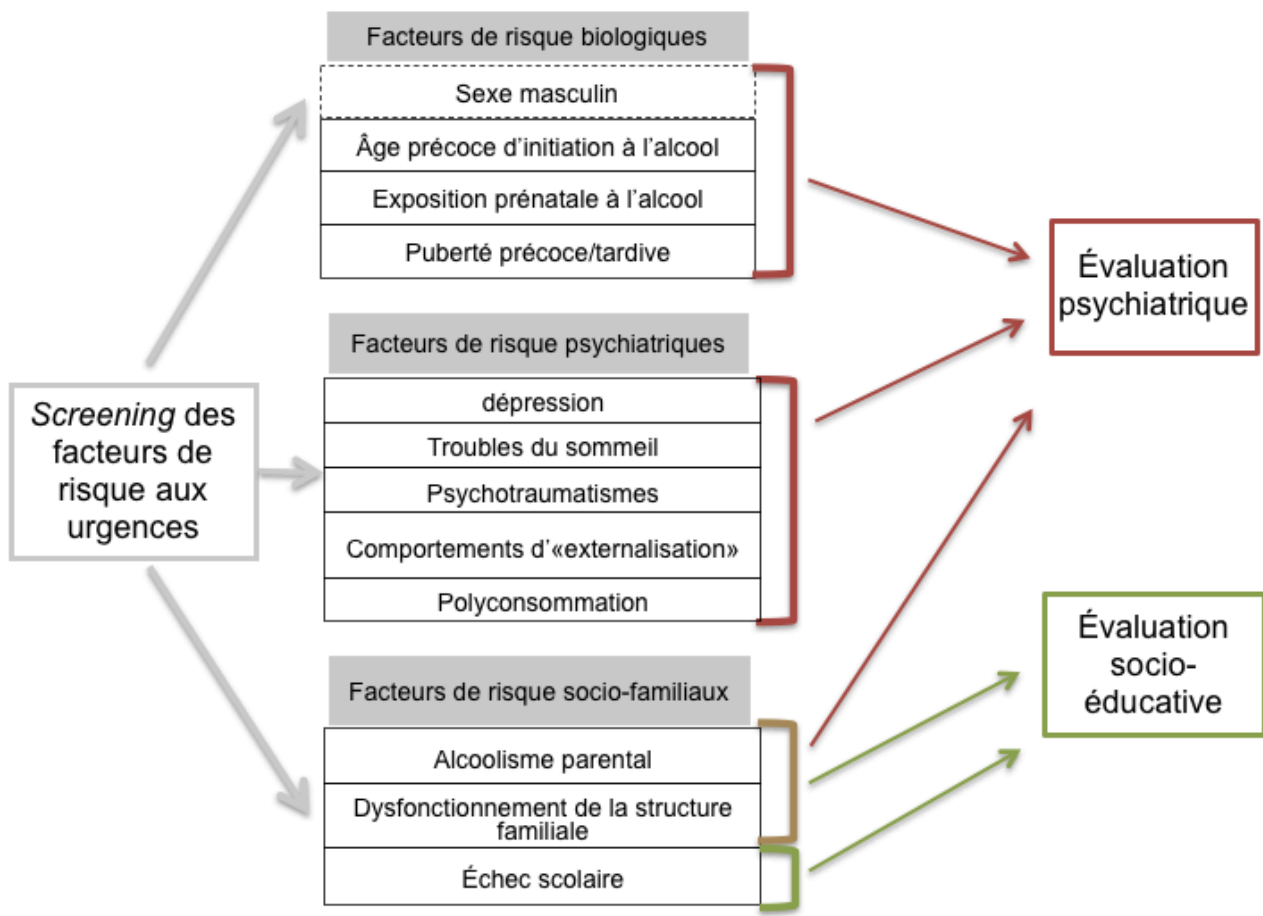 Facteurs de risque biologiques
Sexe masculin
Âge précoce d'initiation à l'alcool
Exposition prénatale à l'alcool
Puberté précoce/tardive
Facteurs de risque psychiatriques
dépression
Troubles du sommeil
Psychotraumatismes
Comportements d'«externalisation»
Polyconsommation
Facteurs de risque socio-familiaux
Alcoolisme parental
Dysfonctionnement de la structure
familiale
Échec scolaire
Screening des
facteurs de
risque aux
urgences
Évaluation
psychiatrique
Évaluation
socio-
éducative